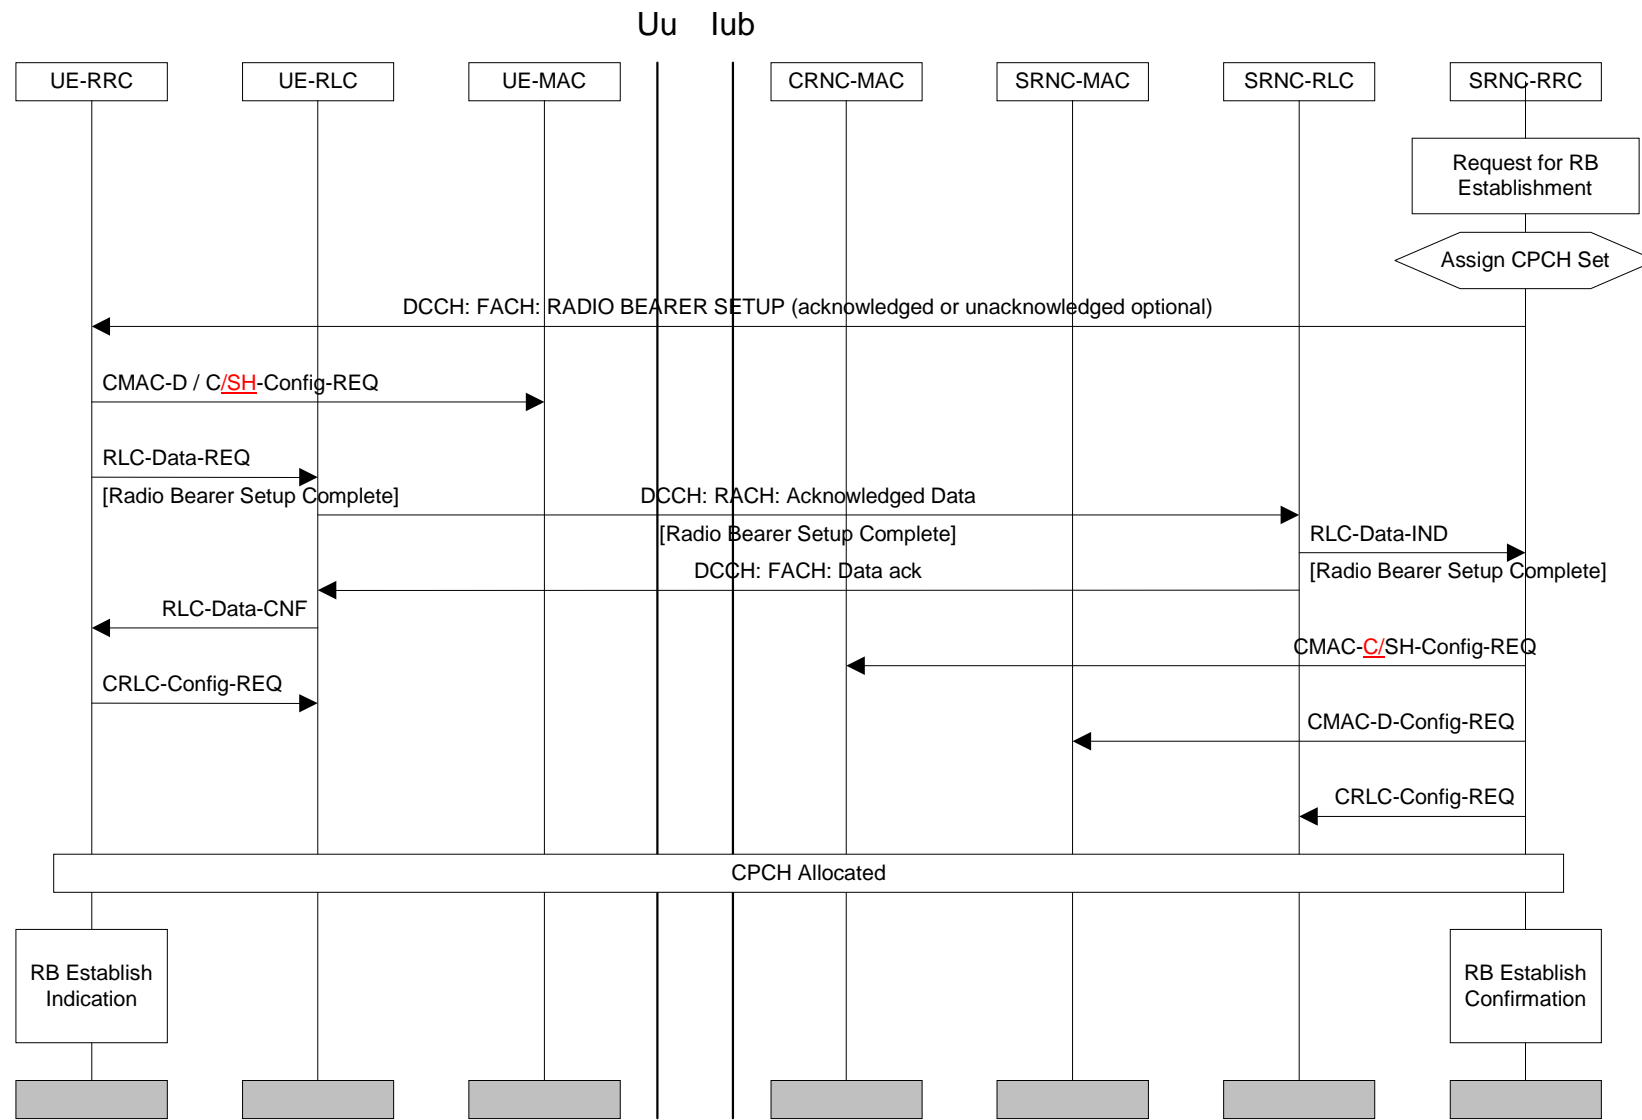 Uu Iub
UE-RRC UE-RLC UE-MAC CRNC-MAC SRNC-MAC SRNC-RLC SRNC-RRC
Request for RB
Establishment
Assign CPCH Set
DCCH: FACH: RADIO BEARER SETUP (acknowledged or unacknowledged optional)
CMAC-D / C/SH-Config-REQ
RLC-Data-REQ
[Radio Bearer Setup Complete]
DCCH: RACH: Acknowledged Data
[Radio Bearer Setup Complete]
RLC-Data-IND
[Radio Bearer Setup Complete]
DCCH: FACH: Data ack
RLC-Data-CNF
CMAC-C/SH-Config-REQ
CRLC-Config-REQ
CMAC-D-Config-REQ
CRLC-Config-REQ
CPCH Allocated
RB Establish
Indication
RB Establish
Confirmation